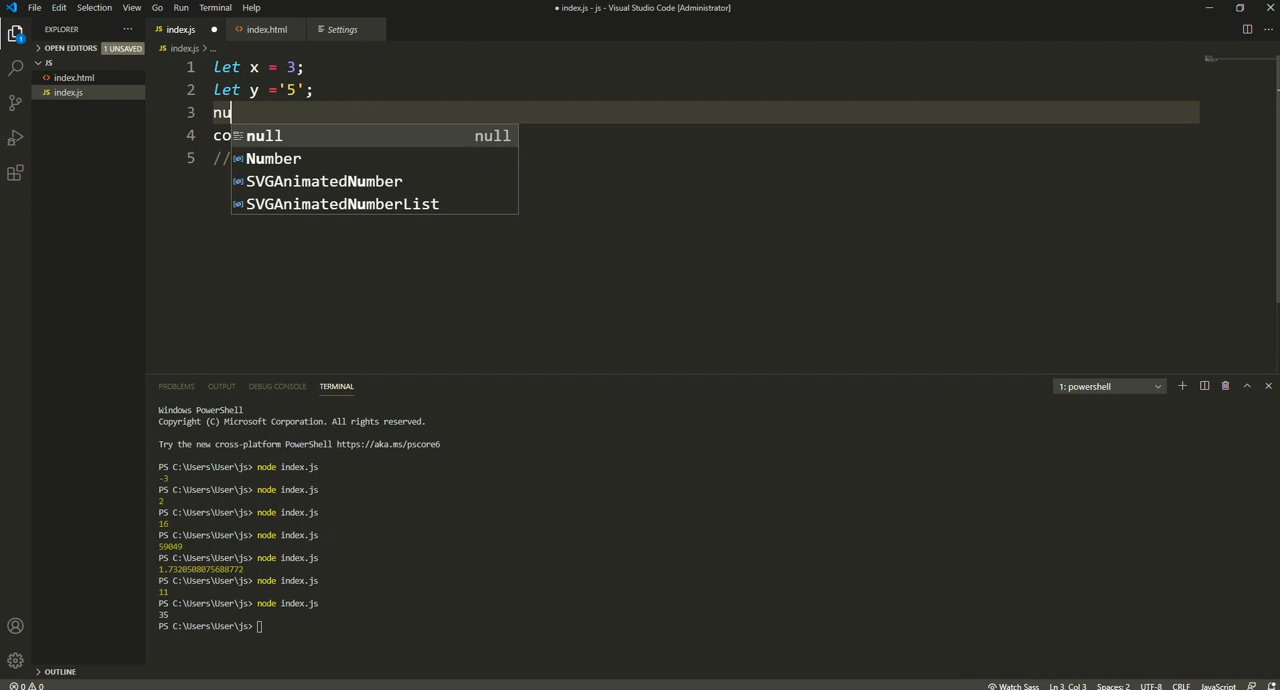 File Edit Selection View Go Run Terminal Help
● index.js - js - Visual Studio Code [Administrator]
EXPLORER
JS index.js ● index.html Settings
OPEN EDITORS 1 UNSAVED
JS index.js > ...
JS
index.html
JS index.js
1 let x = 3;
2 let y ='5';
3 nu
4 co
5 //
null null
Number
SVGAnimatedNumber
SVGAnimatedNumberList
PROBLEMS OUTPUT DEBUG CONSOLE TERMINAL
1: powershell
Windows PowerShell
Copyright (C) Microsoft Corporation. All rights reserved.
Try the new cross-platform PowerShell https://aka.ms/pscore6
PS C:\Users\User\js> node index.js
-3
PS C:\Users\User\js> node index.js
2
PS C:\Users\User\js> node index.js
16
PS C:\Users\User\js> node index.js
59049
PS C:\Users\User\js> node index.js
1.7320508075688772
PS C:\Users\User\js> node index.js
11
PS C:\Users\User\js> node index.js
35
PS C:\Users\User\js>
OUTLINE
0 0
Watch Sass Ln 3, Col 3 Spaces: 2 UTF-8 CRLF JavaScript
1